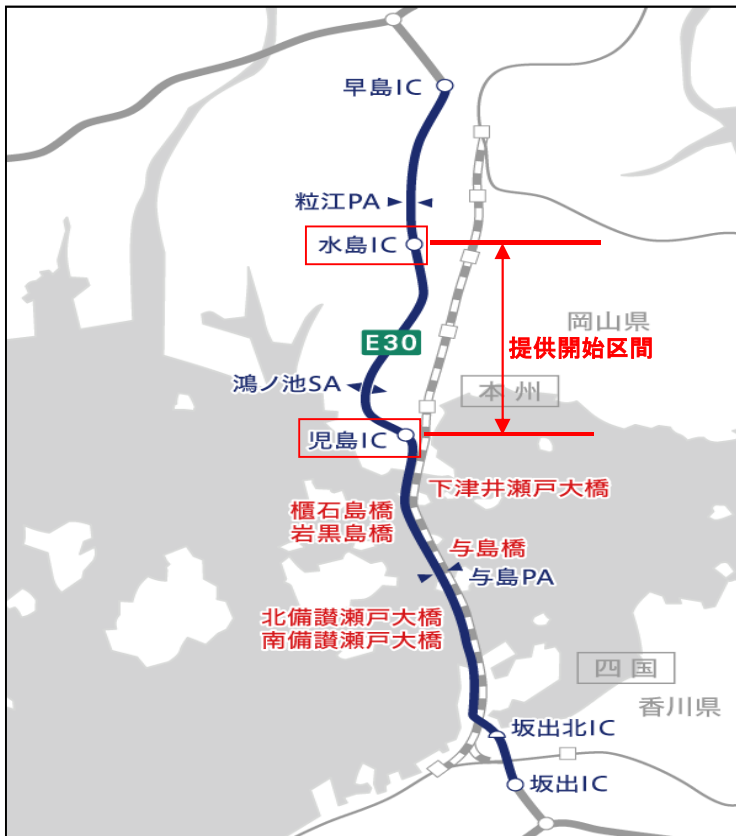 早島IC
粒江PA
水島IC
岡山県
E30
提供開始区間
鴻ノ池SA
本州
児島IC
下津井瀬戸大橋
櫃石島橋
岩黒島橋
与島橋
与島PA
北備讃瀬戸大橋
南備讃瀬戸大橋
四国
香川県
坂出北IC
坂出IC